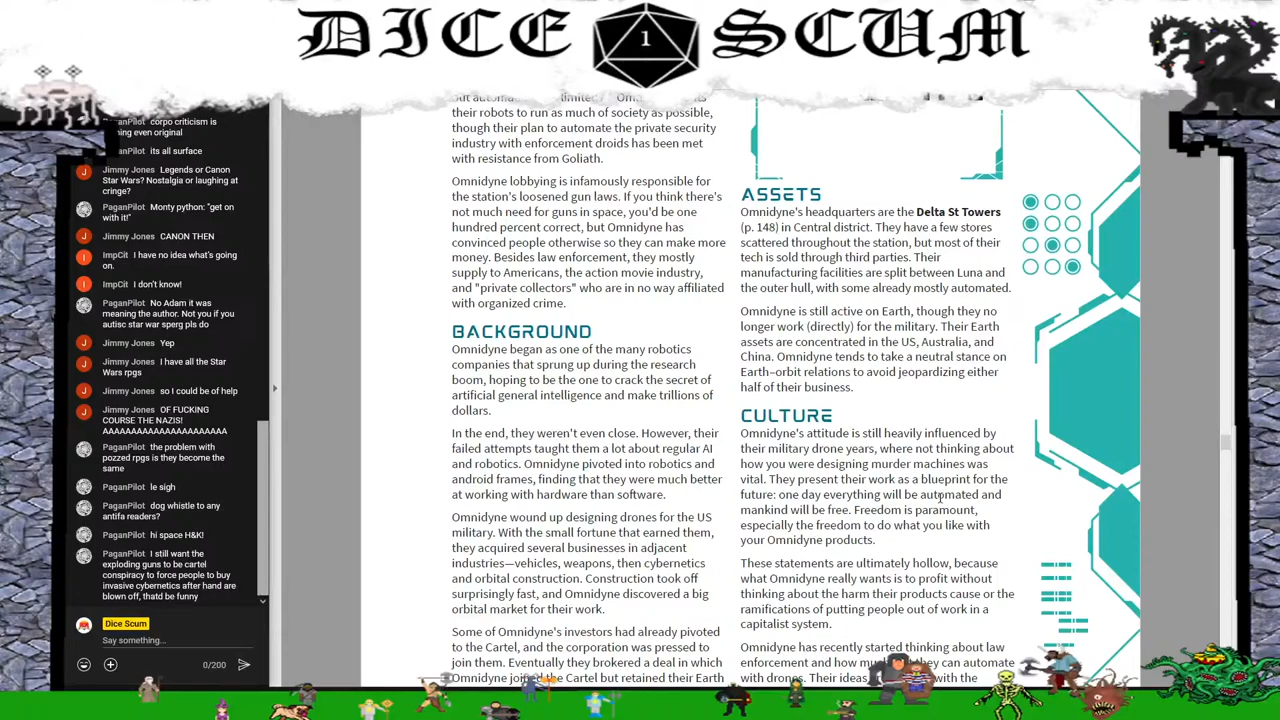 DICE 1 SCUM
corpo criticism is
ning even original
PaganPilot its all surface
Jimmy Jones Legends or Canon
Star Wars? Nostalgia or laughing at
cringe?
PaganPilot Monty python: "get on
with it!"
Jimmy Jones CANON THEN
ImpCit I have no idea what's going
on.
ImpCit I don't know!
PaganPilot No Adam it was
meaning the author. Not you if you
autisc star war sperg pls do
Jimmy Jones Yep
Jimmy Jones I have all the Star
Wars rpgs
Jimmy Jones so I could be of help
Jimmy Jones OF FUCKING
COURSE THE NAZIS!
AAAAAAAAAAAAAAAAAAAAAA
PaganPilot the problem with
pozzed rpgs is they become the
same
PaganPilot le sigh
PaganPilot dog whistle to any
antifa readers?
PaganPilot hi space H&K!
PaganPilot I still want the
exploding guns to be cartel
conspiracy to force people to buy
invasive cybernetics after hand are
blown off, thatd be funny
Dice Scum
Say something...
0/200
their robots to run as much of society as possible,
though their plan to automate the private security
industry with enforcement droids has been met
with resistance from Goliath.
Omnidyne lobbying is infamously responsible for
the station's loosened gun laws. If you think there's
not much need for guns in space, you'd be one
hundred percent correct, but Omnidyne has
convinced people otherwise so they can make more
money. Besides law enforcement, they mostly
supply to Americans, the action movie industry,
and "private collectors" who are in no way affiliated
with organized crime.
BACKGROUND
Omnidyne began as one of the many robotics
companies that sprung up during the research
boom, hoping to be the one to crack the secret of
artificial general intelligence and make trillions of
dollars.
In the end, they weren't even close. However, their
failed attempts taught them a lot about regular AI
and robotics. Omnidyne pivoted into robotics and
android frames, finding that they were much better
at working with hardware than software.
Omnidyne wound up designing drones for the US
military. With the small fortune that earned them,
they acquired several businesses in adjacent
industries—vehicles, weapons, then cybernetics
and orbital construction. Construction took off
surprisingly fast, and Omnidyne discovered a big
orbital market for their work.
Some of Omnidyne's investors had already pivoted
to the Cartel, and the corporation was pressed to
join them. Eventually they brokered a deal in which
Omnidyne joined the Cartel but retained their Earth
ASSETS
Omnidyne's headquarters are the Delta St Towers
(p. 148) in Central district. They have a few stores
scattered throughout the station, but most of their
tech is sold through third parties. Their
manufacturing facilities are split between Luna and
the outer hull, with some already mostly automated.
Omnidyne is still active on Earth, though they no
longer work (directly) for the military. Their Earth
assets are concentrated in the US, Australia, and
China. Omnidyne tends to take a neutral stance on
Earth–orbit relations to avoid jeopardizing either
half of their business.
CULTURE
Omnidyne's attitude is still heavily influenced by
their military drone years, where not thinking about
how you were designing murder machines was
vital. They present their work as a blueprint for the
future: one day everything will be automated and
mankind will be free. Freedom is paramount,
especially the freedom to do what you like with
your Omnidyne products.
These statements are ultimately hollow, because
what Omnidyne really wants is to profit without
thinking about the harm their products cause or the
ramifications of putting people out of work in a
capitalist system.
Omnidyne has recently started thinking about law
enforcement and how they can automate
with drones. Their ideas with the